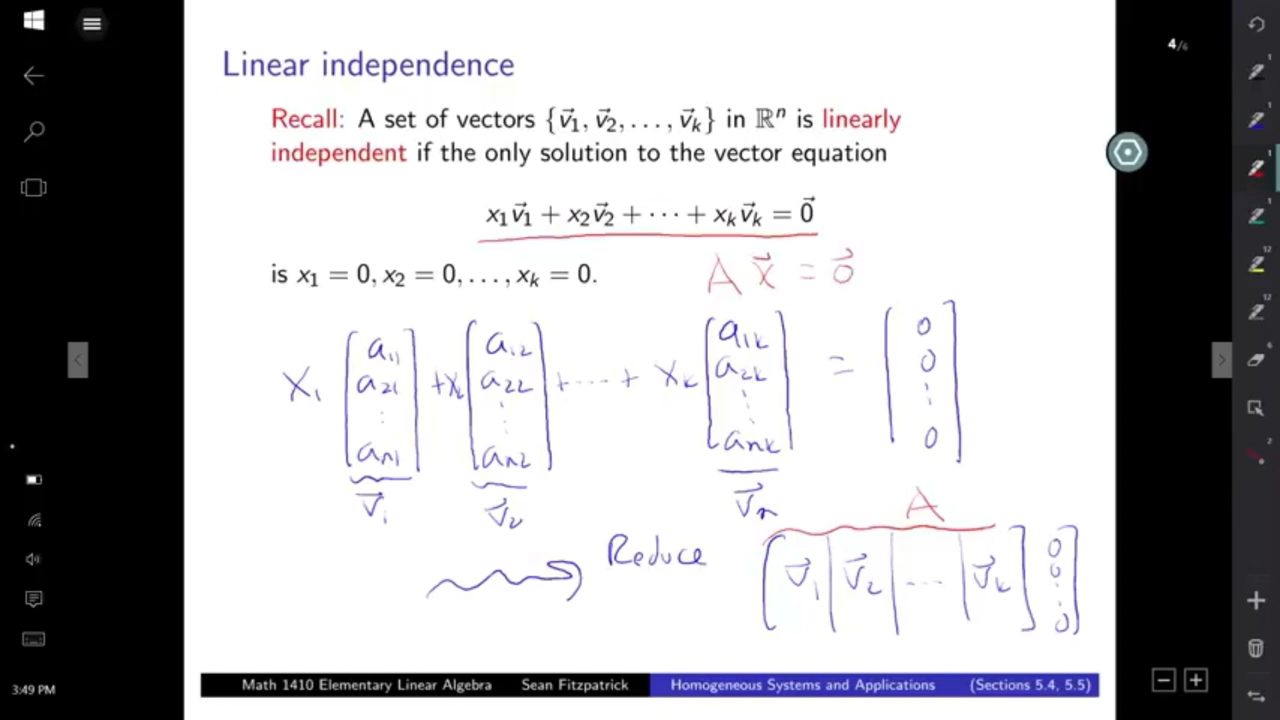 4/6
Linear independence
Recall: A set of vectors {v⃗₁, v⃗₂, . . . , v⃗ₖ} in ℝⁿ is linearly
independent if the only solution to the vector equation
x₁v⃗₁ + x₂v⃗₂ + · · · + xₖv⃗ₖ = 0⃗
is x₁ = 0, x₂ = 0, . . . , xₖ = 0.
A x⃗ = 0⃗
x₁ [a₁₁ a₂₁ ⋮ aₙ₁] + x₂ [a₁₂ a₂₂ ⋮ aₙ₂] + ···· + xₖ [a₁ₖ a₂ₖ ⋮ aₙₖ] = [0 0 ⋮ 0]
v⃗₁ v⃗₂ v⃗ₙ
A
Reduce [v⃗₁ | v⃗₂ | ··· | v⃗ₖ] [0 0 ⋮ 0]
3:49 PM
Math 1410 Elementary Linear Algebra Sean Fitzpatrick Homogeneous Systems and Applications (Sections 5.4, 5.5)